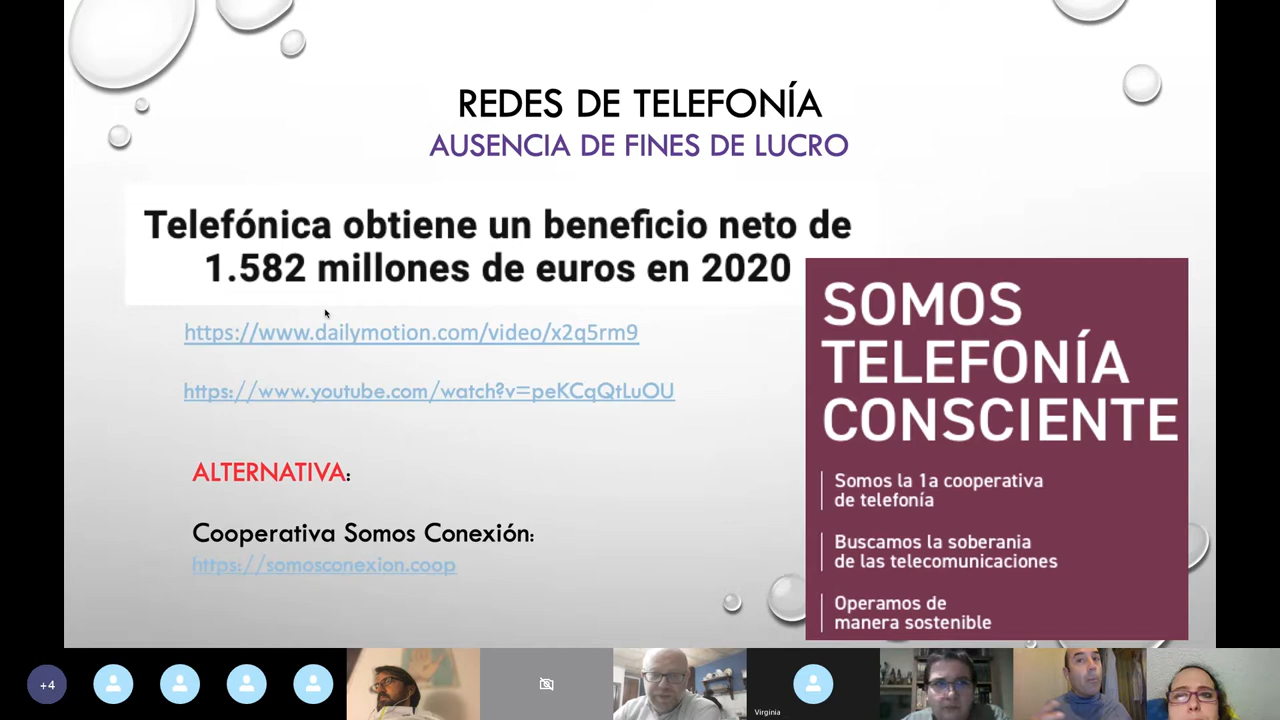 REDES DE TELEFONÍA
AUSENCIA DE FINES DE LUCRO
Telefónica obtiene un beneficio neto de
1.582 millones de euros en 2020
https://www.dailymotion.com/video/x2q5rm9
https://www.youtube.com/watch?v=peKCqQtLuOU
ALTERNATIVA:
Cooperativa Somos Conexión:
https://somosconexion.coop
SOMOS
TELEFONÍA
CONSCIENTE
Somos la 1a cooperativa
de telefonía
Buscamos la soberania
de las telecomunicaciones
Operamos de
manera sostenible
+4
Virginia